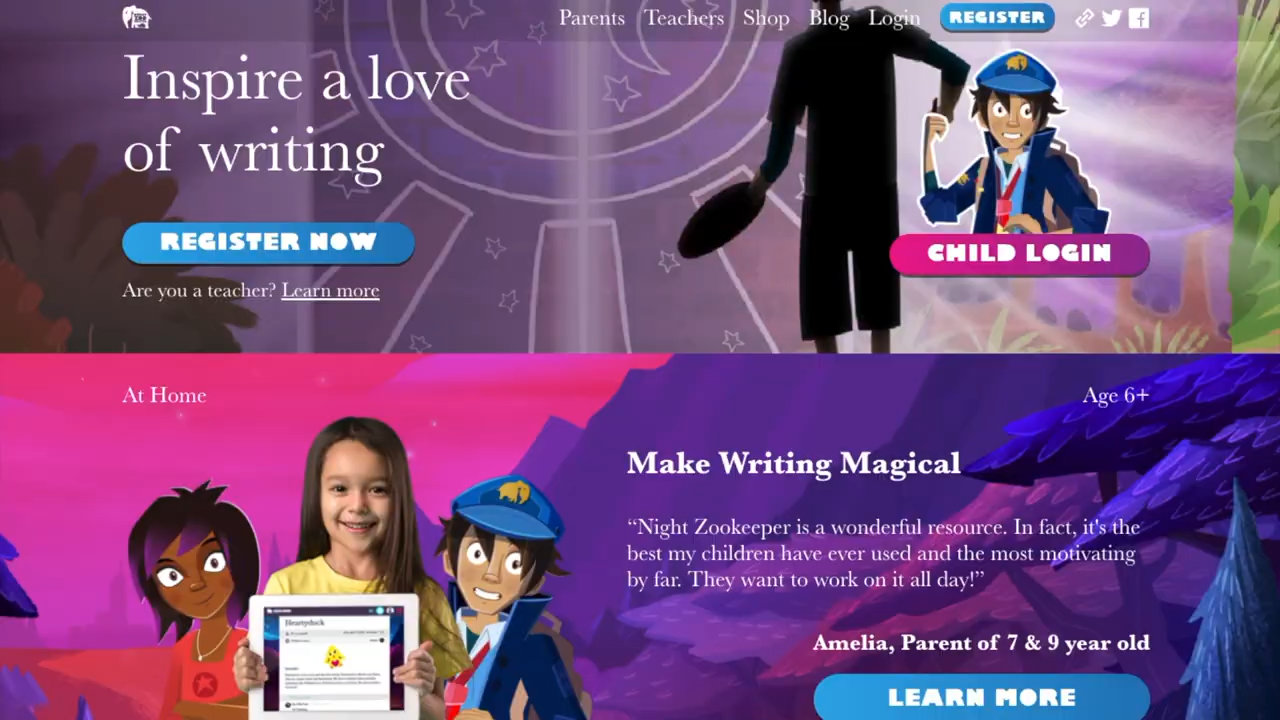 Parents Teachers Shop Blog Login REGISTER
Inspire a love
of writing
REGISTER NOW
CHILD LOGIN
Are you a teacher? Learn more
At Home
Age 6+
Make Writing Magical
“Night Zookeeper is a wonderful resource. In fact, it's the
best my children have ever used and the most motivating
by far. They want to work on it all day!”
Heartyduck
Amelia, Parent of 7 & 9 year old
LEARN MORE